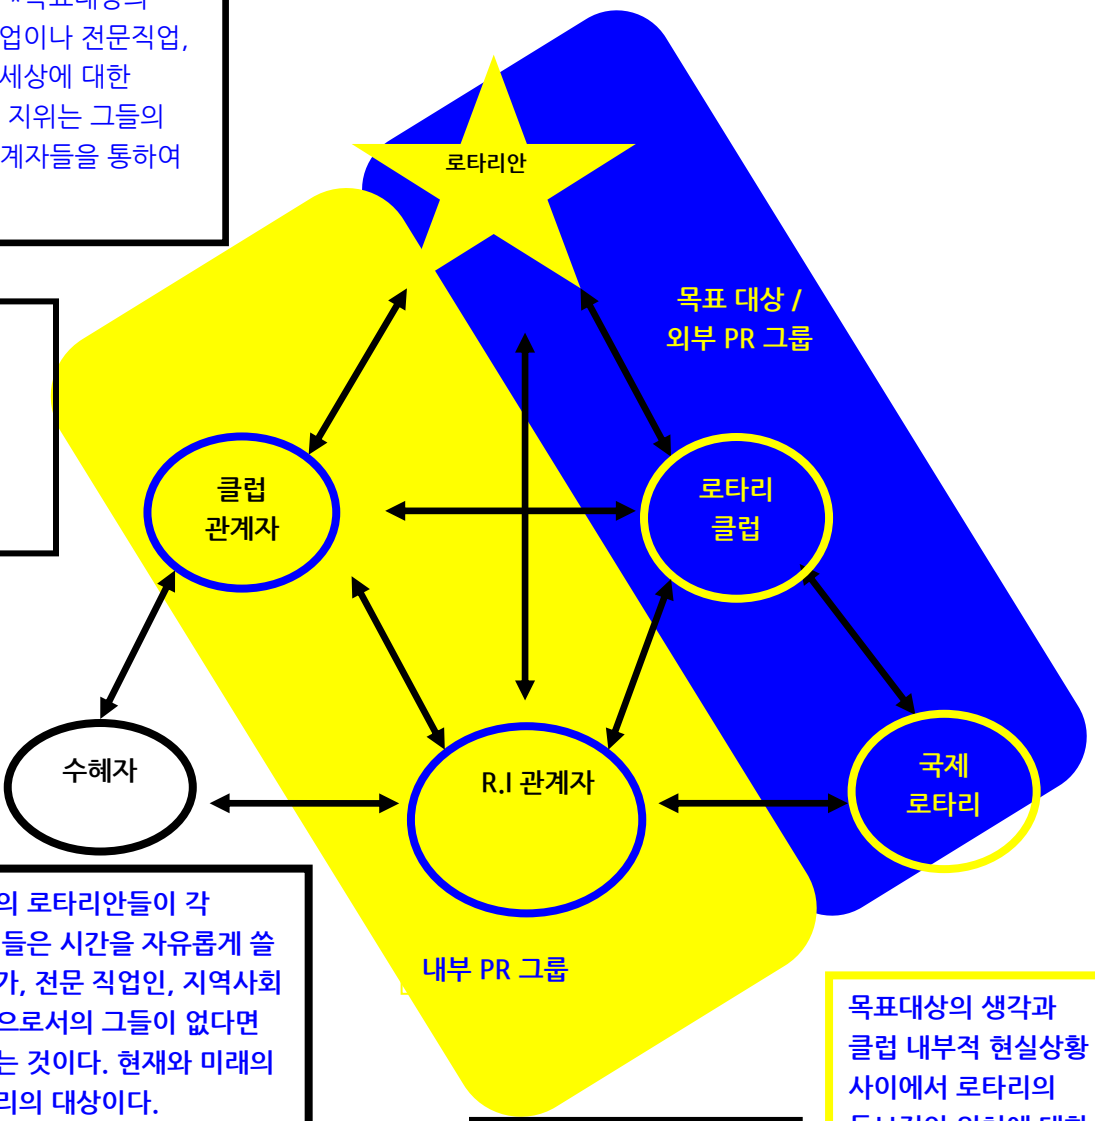 *목표대상의
업이나 전문직업,
세상에 대한
지위는 그들의
계자들을 통하여
로타리안
목표 대상 /
외부 PR 그룹
클럽
관계자
로타리
클럽
수혜자
R.I 관계자
국제
로타리
내부 PR 그룹
의 로타리안들이 각
들은 시간을 자유롭게 쓸
가, 전문 직업인, 지역사회
으로서의 그들이 없다면
는 것이다. 현재와 미래의
리의 대상이다.
목표대상의 생각과
클럽 내부적 현실상황
사이에서 로타리의